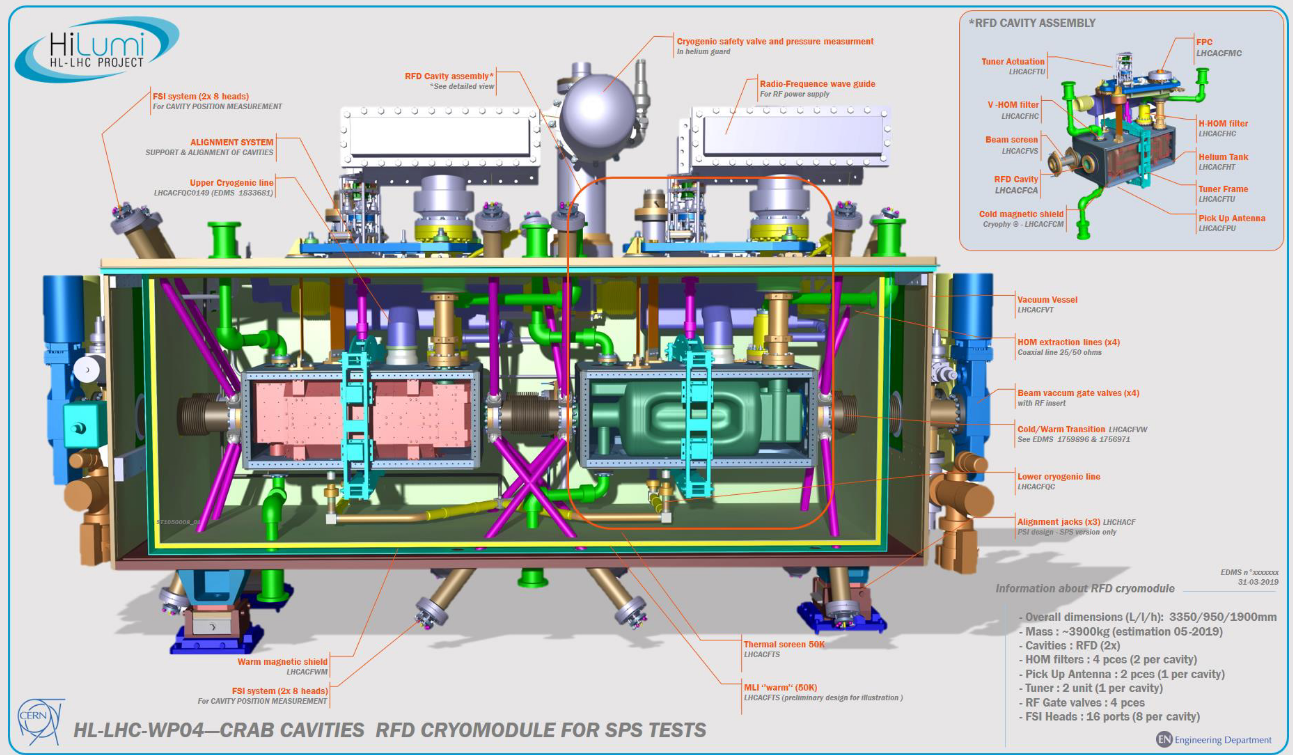 HiLumi
HL-LHC PROJECT
FSI system (2x 8 heads)
For CAVITY POSITION MEASUREMENT
ALIGNMENT SYSTEM
SUPPORT & ALIGNMENT OF CAVITIES
Upper Cryogenic line
LHCACFQC0149 (EDMS 1833681)
RFD Cavity assembly*
*See detailed view
Cryogenic safety valve and pressure measurment
In helium guard
Radio-Frequence wave guide
For RF power supply
*RFD CAVITY ASSEMBLY
Tuner Actuation
LHCACFTU
V -HOM filter
LHCACFHC
Beam screen
LHCACFVS
RFD Cavity
LHCACFCA
Cold magnetic shield
Cryophy ® - LHCACFCM
FPC
LHCACFMC
H-HOM filter
LHCACFHC
Helium Tank
LHCACFHT
Tuner Frame
LHCACFTU
Pick Up Antenna
LHCACFPU
Vacuum Vessel
LHCACFVT
HOM extraction lines (x4)
Coaxial line 25/50 ohms
Beam vaccum gate valves (x4)
with RF insert
Cold/Warm Transition LHCACFVW
See EDMS 1759896 & 1756971
Lower cryogenic line
LHCACFQC
Alignment jacks (x3) LHCHACF
PSI design -SPS version only
Warm magnetic shield
LHCACFWM
FSI system (2x 8 heads)
For CAVITY POSITION MEASUREMENT
Thermal screen 50K
LHCACFTS
MLI "warm" (50K)
LHCACFTS (preliminary design for illustration )
EDMS n°xxxxxxx
31-03-2019
Information about RFD cryomodule
- Overall dimensions (L/l/h): 3350/950/1900mm
- Mass : ~3900kg (estimation 05-2019)
- Cavities : RFD (2x)
- HOM filters : 4 pces (2 per cavity)
- Pick Up Antenna : 2 pces (1 per cavity)
- Tuner : 2 unit (1 per cavity)
- RF Gate valves : 4 pces
- FSI Heads : 16 ports (8 per cavity)
CERN
HL-LHC-WP04—CRAB CAVITIES RFD CRYOMODULE FOR SPS TESTS
EN Engineering Department